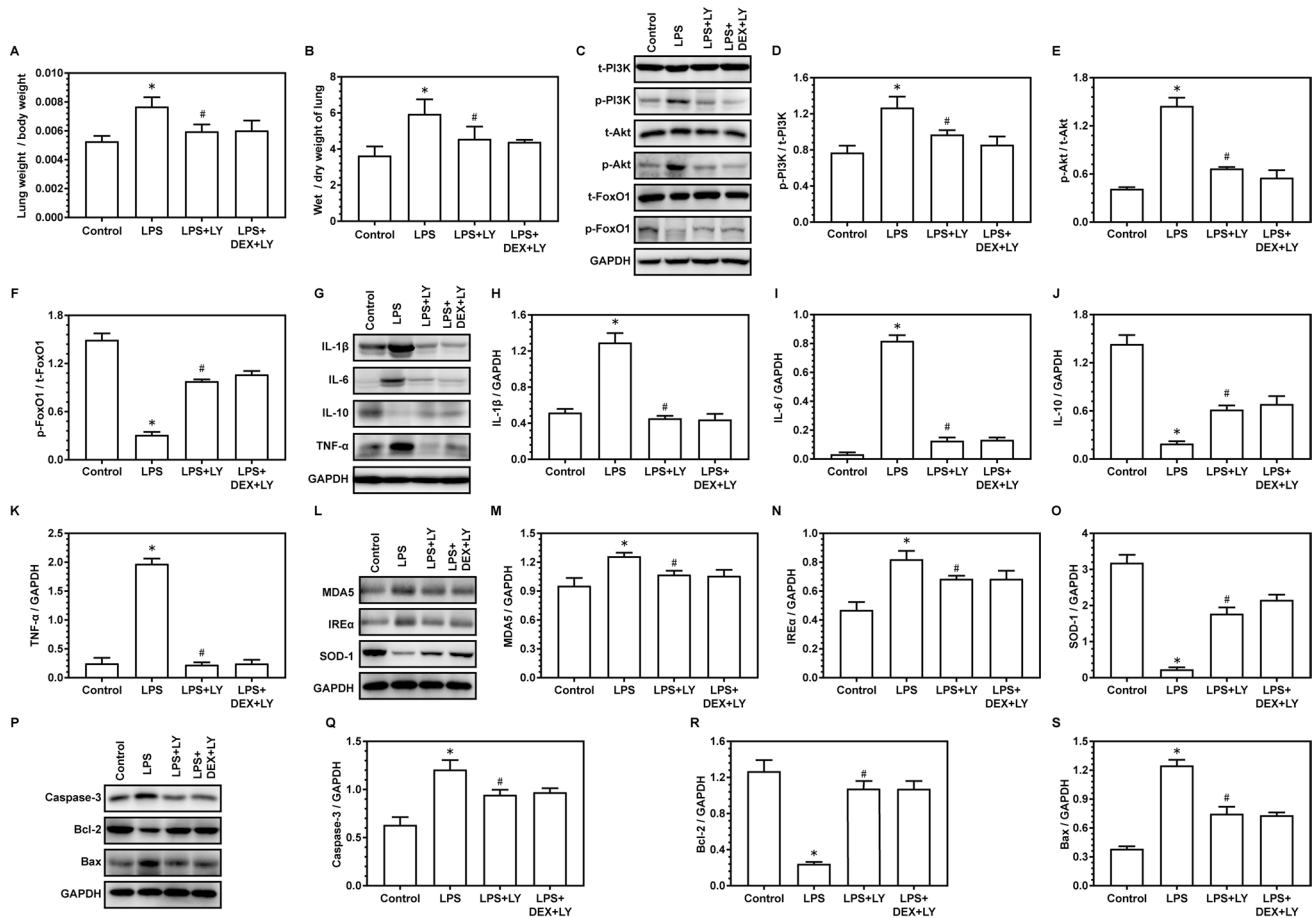 A
Lung weight / body weight
0.010
0.008
0.006
0.004
0.002
0.000
*
#
Control
LPS
LPS+LY
LPS+
DEX+LY
B
Wet / dry weight of lung
8
6
4
2
0
*
#
Control
LPS
LPS+LY
LPS+
DEX+LY
C
Control
LPS
LPS+LY
LPS+
DEX+LY
t-PI3K
p-PI3K
t-Akt
p-Akt
t-FoxO1
p-FoxO1
GAPDH
D
p-PI3K / t-PI3K
1.6
1.2
0.8
0.4
0.0
*
#
Control
LPS
LPS+LY
LPS+
DEX+LY
E
p-Akt / t-Akt
1.8
1.2
0.6
0.0
*
#
Control
LPS
LPS+LY
LPS+
DEX+LY
F
p-FoxO1 / t-FoxO1
1.8
1.2
0.6
0.0
*
#
Control
LPS
LPS+LY
LPS+
DEX+LY
G
Control
LPS
LPS+LY
LPS+
DEX+LY
IL-1β
IL-6
IL-10
TNF-α
GAPDH
H
IL-1β / GAPDH
1.6
1.2
0.8
0.4
0.0
*
#
Control
LPS
LPS+LY
LPS+
DEX+LY
I
IL-6 / GAPDH
1.0
0.8
0.6
0.4
0.2
0.0
*
#
Control
LPS
LPS+LY
LPS+
DEX+LY
J
IL-10 / GAPDH
1.8
1.2
0.6
0.0
*
#
Control
LPS
LPS+LY
LPS+
DEX+LY
K
TNF-α / GAPDH
2.5
2.0
1.5
1.0
0.5
0.0
*
#
Control
LPS
LPS+LY
LPS+
DEX+LY
L
Control
LPS
LPS+LY
LPS+
DEX+LY
MDA5
IREα
SOD-1
GAPDH
M
MDA5 / GAPDH
1.5
1.2
0.9
0.6
0.3
0.0
*
#
Control
LPS
LPS+LY
LPS+
DEX+LY
N
IREα / GAPDH
1.0
0.8
0.6
0.4
0.2
0.0
*
#
Control
LPS
LPS+LY
LPS+
DEX+LY
O
SOD-1 / GAPDH
4
3
2
1
0
*
#
Control
LPS
LPS+LY
LPS+
DEX+LY
P
Control
LPS
LPS+LY
LPS+
DEX+LY
Caspase-3
Bcl-2
Bax
GAPDH
Q
Caspase-3 / GAPDH
1.5
1.2
0.9
0.6
0.3
0.0
*
#
Control
LPS
LPS+LY
LPS+
DEX+LY
R
Bcl-2 / GAPDH
1.6
1.2
0.8
0.4
0.0
*
#
Control
LPS
LPS+LY
LPS+
DEX+LY
S
Bax / GAPDH
1.5
1.2
0.9
0.6
0.3
0.0
*
#
Control
LPS
LPS+LY
LPS+
DEX+LY